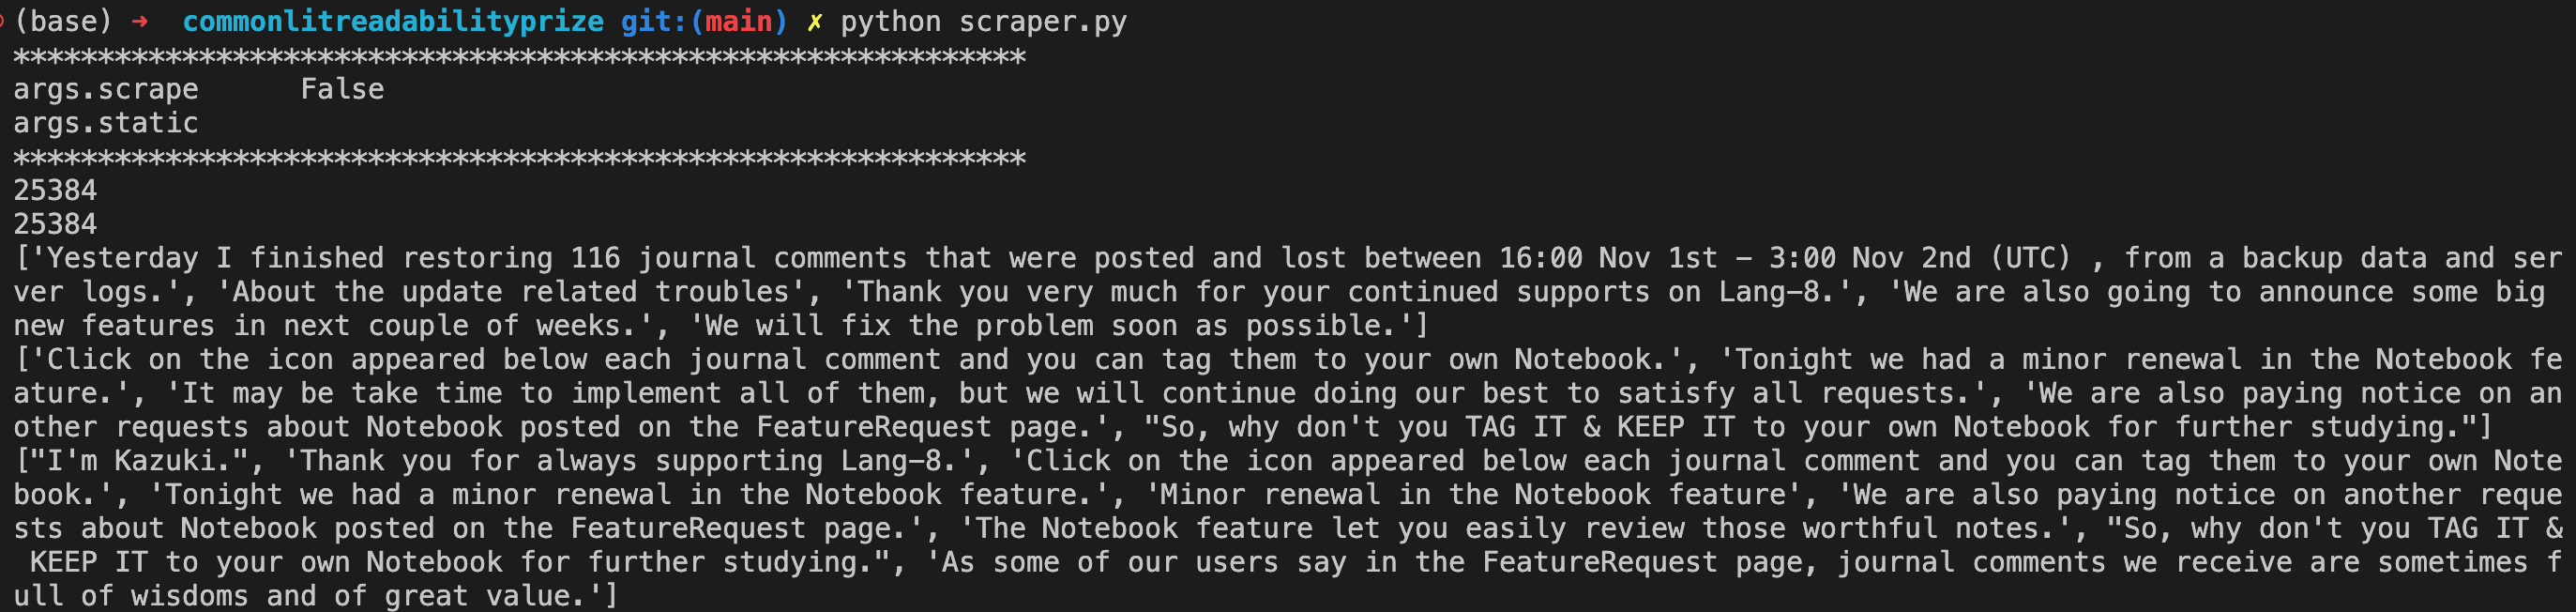 (base) ➜  commonlitreadabilityprize git:(main) ✗ python scraper.py
************************************************************
args.scrape      False
args.static
************************************************************
25384
25384
['Yesterday I finished restoring 116 journal comments that were posted and lost between 16:00 Nov 1st - 3:00 Nov 2nd (UTC) , from a backup data and ser
ver logs.', 'About the update related troubles', 'Thank you very much for your continued supports on Lang-8.', 'We are also going to announce some big
new features in next couple of weeks.', 'We will fix the problem soon as possible.']
['Click on the icon appeared below each journal comment and you can tag them to your own Notebook.', 'Tonight we had a minor renewal in the Notebook fe
ature.', 'It may be take time to implement all of them, but we will continue doing our best to satisfy all requests.', 'We are also paying notice on an
other requests about Notebook posted on the FeatureRequest page.', "So, why don't you TAG IT & KEEP IT to your own Notebook for further studying."]
["I'm Kazuki.", 'Thank you for always supporting Lang-8.', 'Click on the icon appeared below each journal comment and you can tag them to your own Note
book.', 'Tonight we had a minor renewal in the Notebook feature.', 'Minor renewal in the Notebook feature', 'We are also paying notice on another reque
sts about Notebook posted on the FeatureRequest page.', 'The Notebook feature let you easily review those worthful notes.', "So, why don't you TAG IT &
 KEEP IT to your own Notebook for further studying.", 'As some of our users say in the FeatureRequest page, journal comments we receive are sometimes f
ull of wisdoms and of great value.']